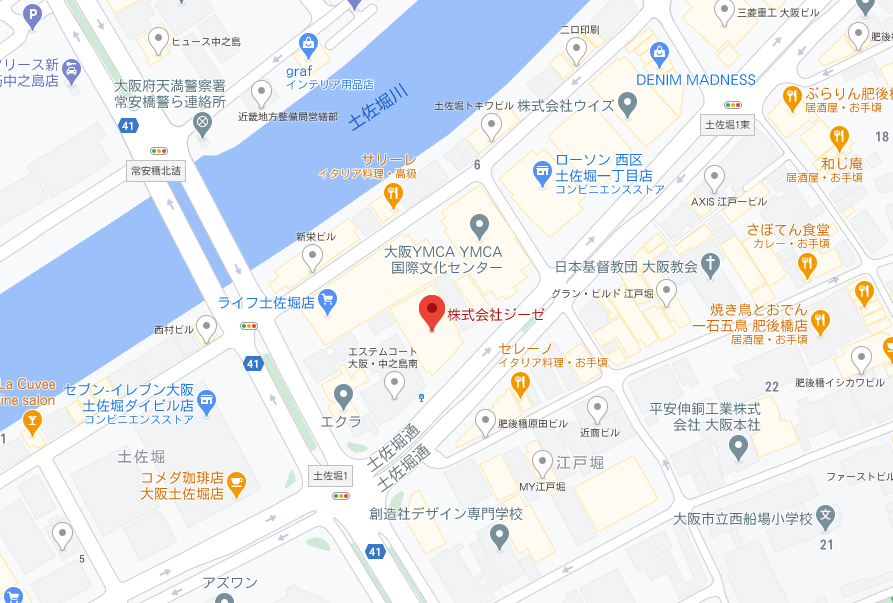 P
ヒュース中之島
graf
インテリア用品店
二口印刷
三菱重工 大阪ビル
DENIM MADNESS
大阪府天満警察署
常安橋警ら連絡所
近畿地方整備局営繕部
土佐堀川
土佐堀トキワビル
株式会社ウイズ
土佐堀1東
ぷらりん肥後橋
居酒屋・お手頃
18
41
常安橋北詰
サリーレ
イタリア料理・高級
6
ローソン 西区
土佐堀一丁目店
コンビニエンスストア
和じ庵
居酒屋・お手頃
AXIS 江戸ービル
さぼてん食堂
カレー・お手頃
新栄ビル
大阪YMCA YMCA
国際文化センター
日本基督教団 大阪教会
グラン・ビルド 江戸堀
ライフ土佐堀店
株式会社ジーゼ
焼き鳥とおでん
一石五鳥 肥後橋店
居酒屋・お手頃
西村ビル
41
エステムコート
大阪・中之島南
セレーノ
イタリア料理・お手頃
肥後橋イシカワビル
La Cuvee
セブン-イレブン大阪
土佐堀ダイビル店
コンビニエンスストア
エクラ
肥後橋原田ビル
近商ビル
22
平安伸銅工業株式
会社 大阪本社
土佐堀通
土佐堀通
土佐堀
コメダ珈琲店
大阪土佐堀店
土佐堀1
江戸堀
MY江戸堀
ファーストビル
創造社デザイン専門学校
大阪市立西船場小学校
文
21
5
41
アズワン